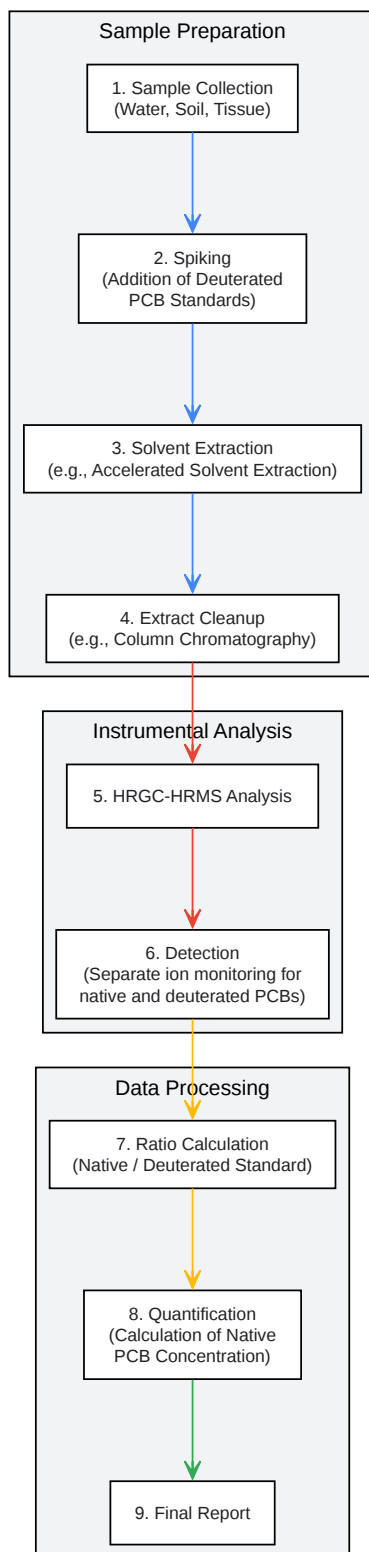 Sample Preparation
1. Sample Collection
(Water, Soil, Tissue)
2. Spiking
(Addition of Deuterated
PCB Standards)
3. Solvent Extraction
(e.g., Accelerated Solvent Extraction)
4. Extract Cleanup
(e.g., Column Chromatography)
Instrumental Analysis
5. HRGC-HRMS Analysis
6. Detection
(Separate ion monitoring for
native and deuterated PCBs)
Data Processing
7. Ratio Calculation
(Native / Deuterated Standard)
8. Quantification
(Calculation of Native
PCB Concentration)
9. Final Report